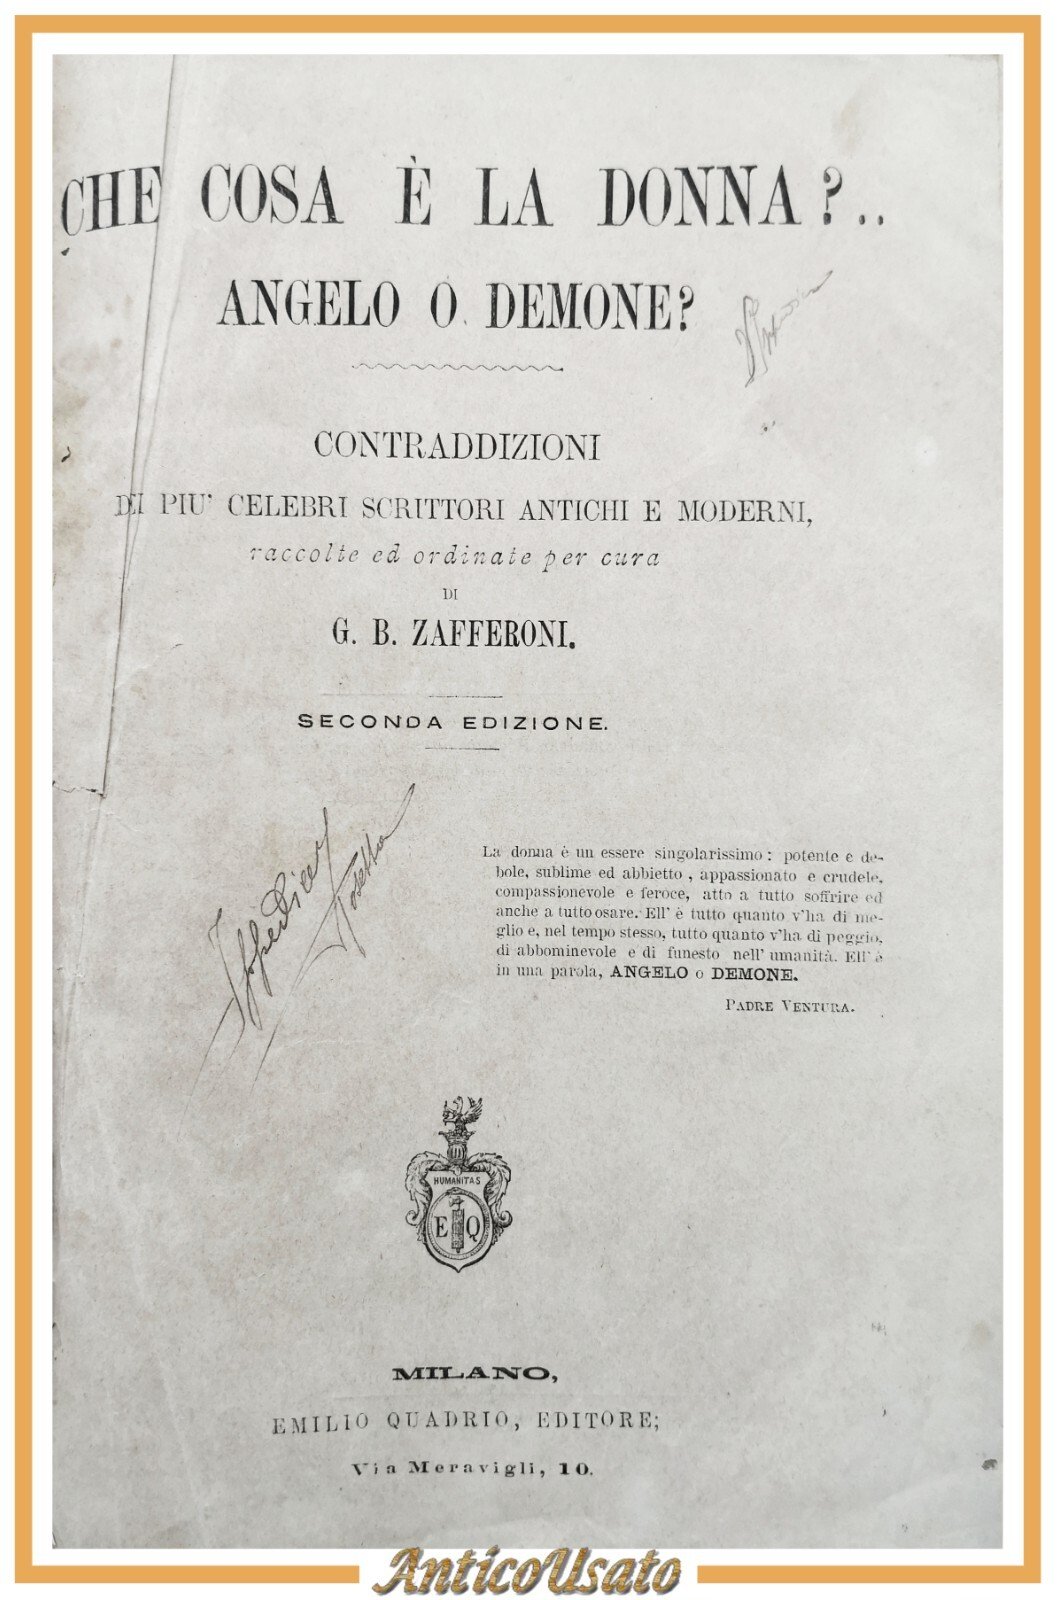 CHE COSA È LA DONNA?..
ANGELO O DEMONE?
CONTRADDIZIONI
DI PIU' CELEBRI SCRITTORI ANTICHI E MODERNI,
raccolte ed ordinate per cura
DI
G. B. ZAFFERONI.
SECONDA EDIZIONE.
La donna è un essere singolarissimo: potente e de-
bole, sublime ed abbietto, appassionato e crudele,
compassionevole e feroce, atto a tutto soffrire ed
anche a tutto osare. Ell' è tutto quanto v'ha di me-
glio e, nel tempo stesso, tutto quanto v'ha di peggio,
di abbominevole e di funesto nell' umanità. Ell' è
in una parola, ANGELO o DEMONE.
PADRE VENTURA.
HUMANITAS
E Q
MILANO,
EMILIO QUADRIO, EDITORE;
Via Meravigli, 10.
AnticoUsato